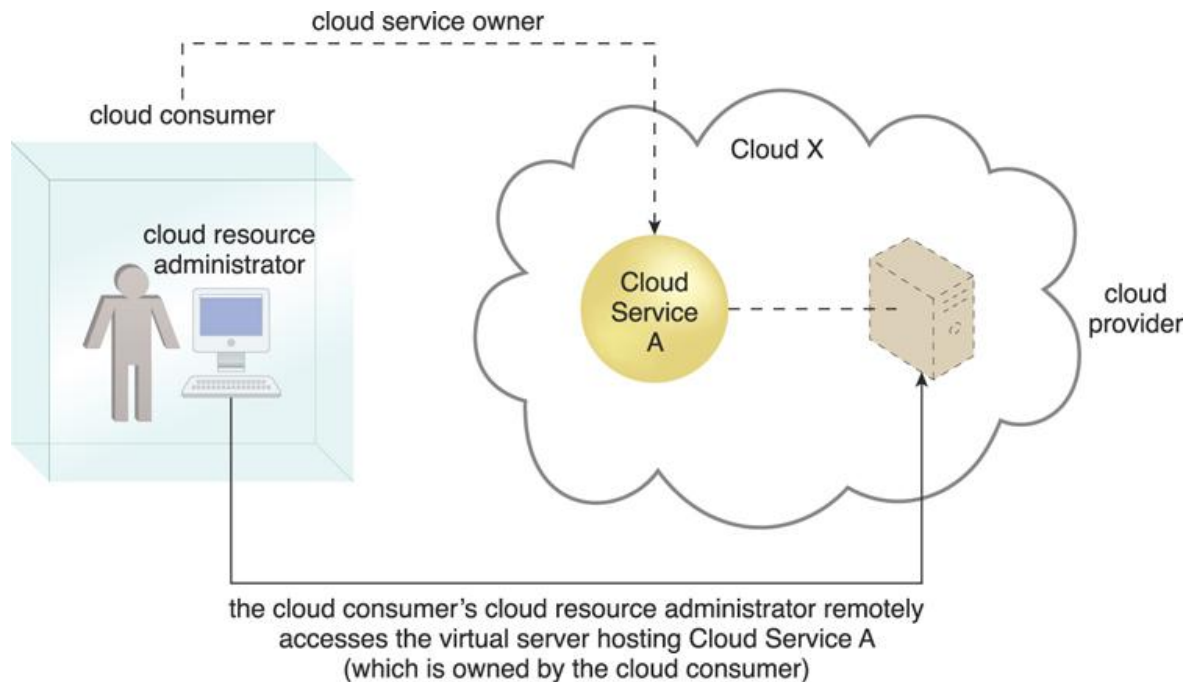 cloud service owner
cloud consumer
Cloud X
cloud resource
administrator
Cloud
Service
A
cloud
provider
the cloud consumer’s cloud resource administrator remotely
accesses the virtual server hosting Cloud Service A
(which is owned by the cloud consumer)